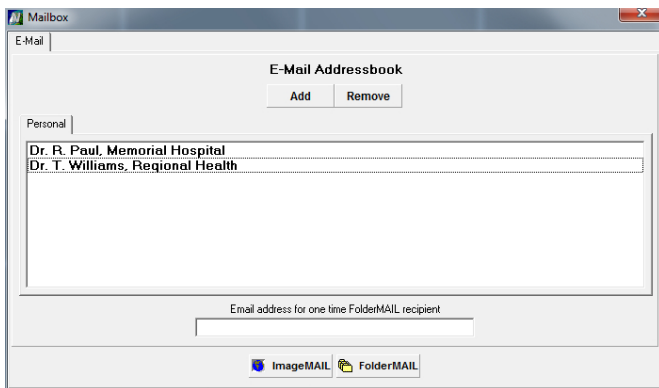 Mailbox
E-Mail
E-Mail Addressbook
Add Remove
Personal
Dr. R. Paul, Memorial Hospital
Dr. T. Williams, Regional Health
Email address for one time FolderMAIL recipient
ImageMAIL FolderMAIL